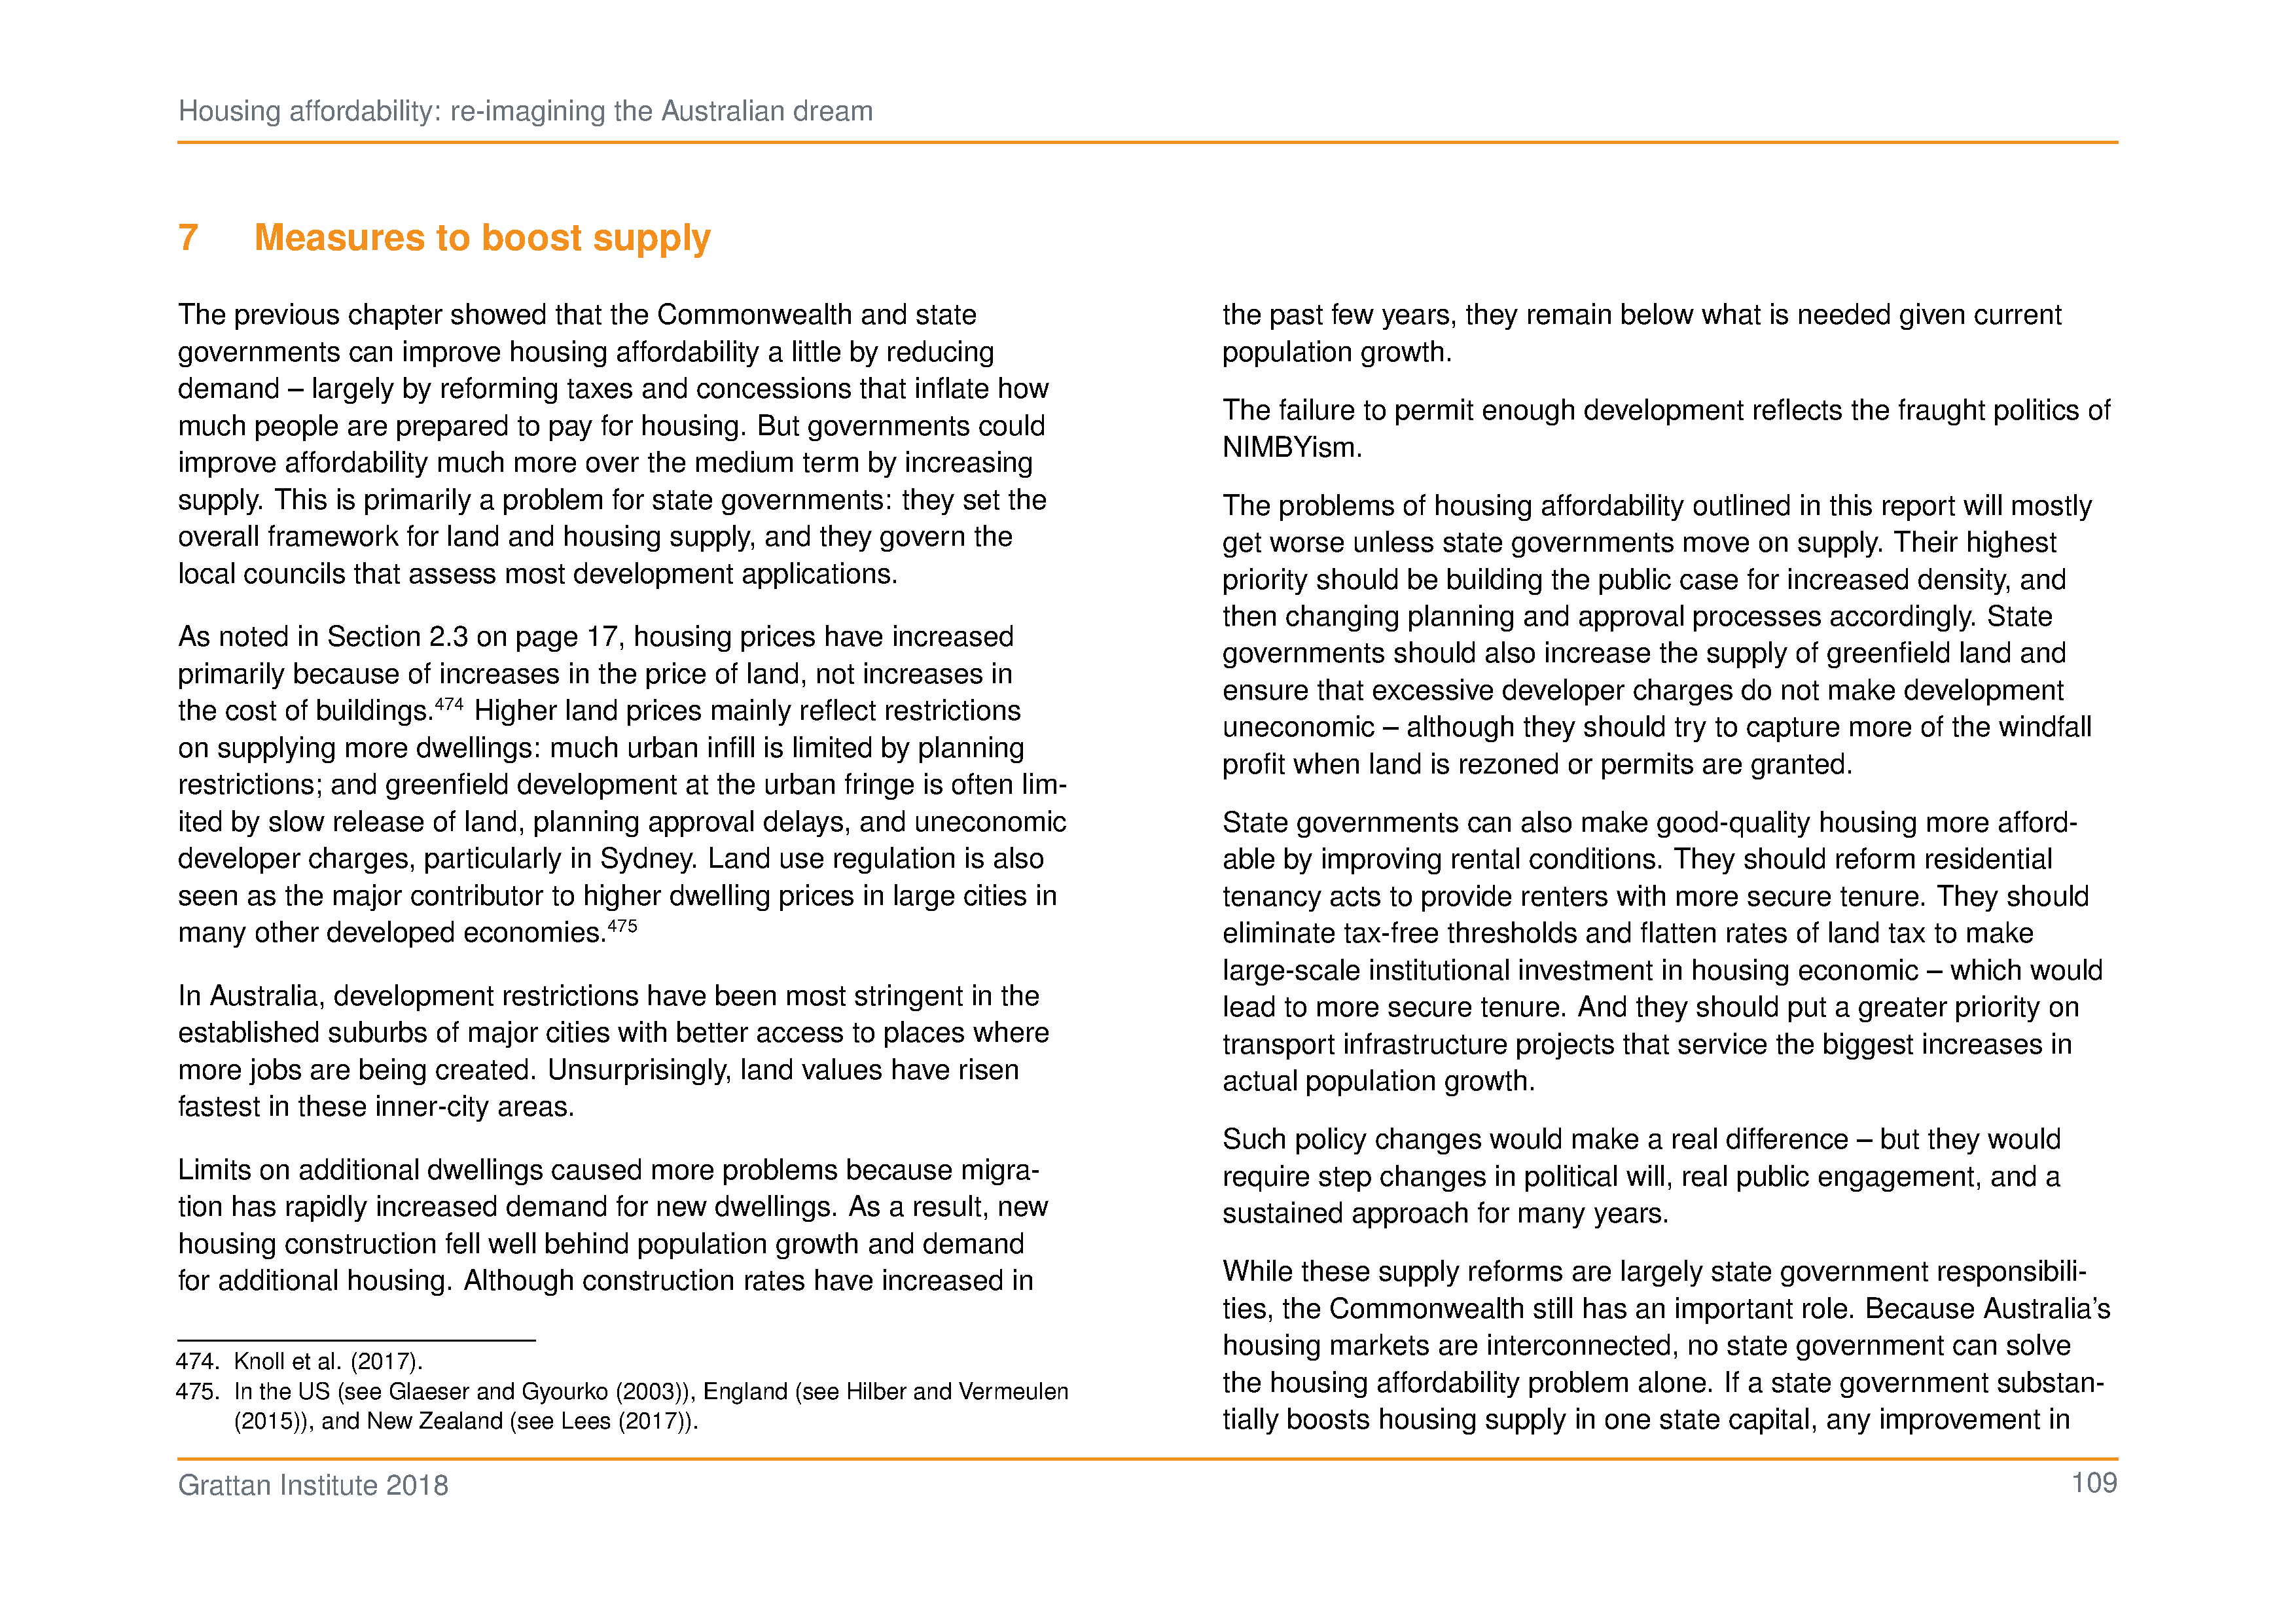 Housing affordability: re-imagining the Australian dream
7 Measures to boost supply
The previous chapter showed that the Commonwealth and state
governments can improve housing affordability a little by reducing
demand – largely by reforming taxes and concessions that inflate how
much people are prepared to pay for housing. But governments could
improve affordability much more over the medium term by increasing
supply. This is primarily a problem for state governments: they set the
overall framework for land and housing supply, and they govern the
local councils that assess most development applications.
As noted in Section 2.3 on page 17, housing prices have increased
primarily because of increases in the price of land, not increases in
the cost of buildings.474 Higher land prices mainly reflect restrictions
on supplying more dwellings: much urban infill is limited by planning
restrictions; and greenfield development at the urban fringe is often lim-
ited by slow release of land, planning approval delays, and uneconomic
developer charges, particularly in Sydney. Land use regulation is also
seen as the major contributor to higher dwelling prices in large cities in
many other developed economies.475
In Australia, development restrictions have been most stringent in the
established suburbs of major cities with better access to places where
more jobs are being created. Unsurprisingly, land values have risen
fastest in these inner-city areas.
Limits on additional dwellings caused more problems because migra-
tion has rapidly increased demand for new dwellings. As a result, new
housing construction fell well behind population growth and demand
for additional housing. Although construction rates have increased in
474. Knoll et al. (2017).
475. In the US (see Glaeser and Gyourko (2003)), England (see Hilber and Vermeulen
(2015)), and New Zealand (see Lees (2017)).
the past few years, they remain below what is needed given current
population growth.
The failure to permit enough development reflects the fraught politics of
NIMBYism.
The problems of housing affordability outlined in this report will mostly
get worse unless state governments move on supply. Their highest
priority should be building the public case for increased density, and
then changing planning and approval processes accordingly. State
governments should also increase the supply of greenfield land and
ensure that excessive developer charges do not make development
uneconomic – although they should try to capture more of the windfall
profit when land is rezoned or permits are granted.
State governments can also make good-quality housing more afford-
able by improving rental conditions. They should reform residential
tenancy acts to provide renters with more secure tenure. They should
eliminate tax-free thresholds and flatten rates of land tax to make
large-scale institutional investment in housing economic – which would
lead to more secure tenure. And they should put a greater priority on
transport infrastructure projects that service the biggest increases in
actual population growth.
Such policy changes would make a real difference – but they would
require step changes in political will, real public engagement, and a
sustained approach for many years.
While these supply reforms are largely state government responsibili-
ties, the Commonwealth still has an important role. Because Australia's
housing markets are interconnected, no state government can solve
the housing affordability problem alone. If a state government substan-
tially boosts housing supply in one state capital, any improvement in
Grattan Institute 2018
109